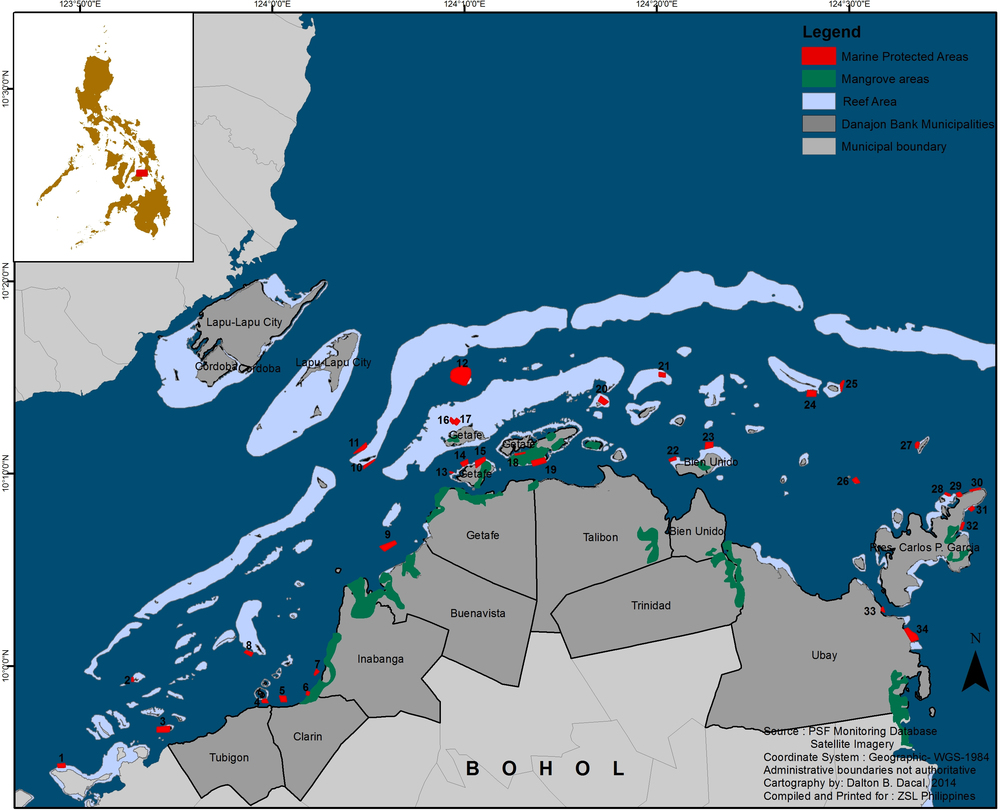 123°50'0"E 124°0'0"E 124°10'0"E 124°20'0"E 124°30'0"E
Legend
Marine Protected Areas
Mangrove areas
Reef Area
Danajon Bank Municipalities
Municipal boundary
10°30'0"N
10°20'0"N
10°10'0"N
10°0'0"N
Lapu-Lapu City
Lapu-Lapu City
Cordoba
Cordoba
12
21
20
25
24
16 17
Getafe
Getafe
11
10
23
27
22
Bien Unido
14 15
13
Getafe
18
19
26
28 29 30
31
32
Pres. Carlos P. Garcia
9
Getafe
Talibon
Bien Unido
Buenavista
Trinidad
33
34
Inabanga
Ubay
8
7
2
6
5
4
3
1
Tubigon
Clarin
BOHOL
N
Source : PSF Monitoring Database
Satellite Imagery
Coordinate System : Geographic- WGS-1984
Administrative boundaries not authoritative
Cartography by: Dalton B. Dacal, 2014
Compiled and Printed for : ZSL Philippines